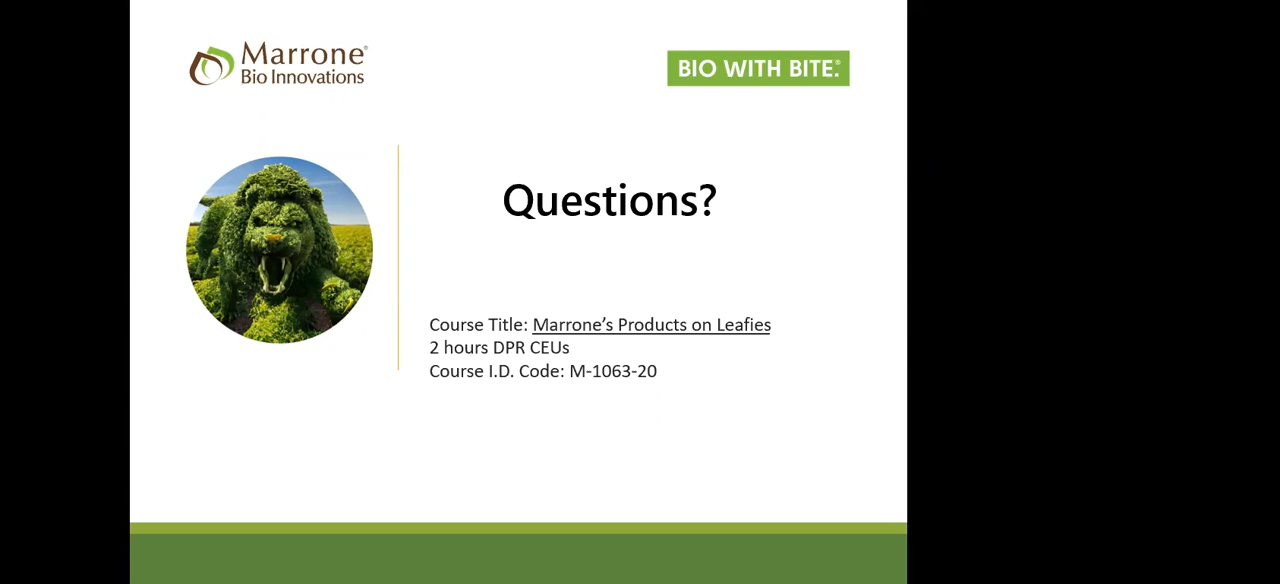 Marrone®
Bio Innovations
BIO WITH BITE.®
Questions?
Course Title: Marrone’s Products on Leafies
2 hours DPR CEUs
Course I.D. Code: M-1063-20